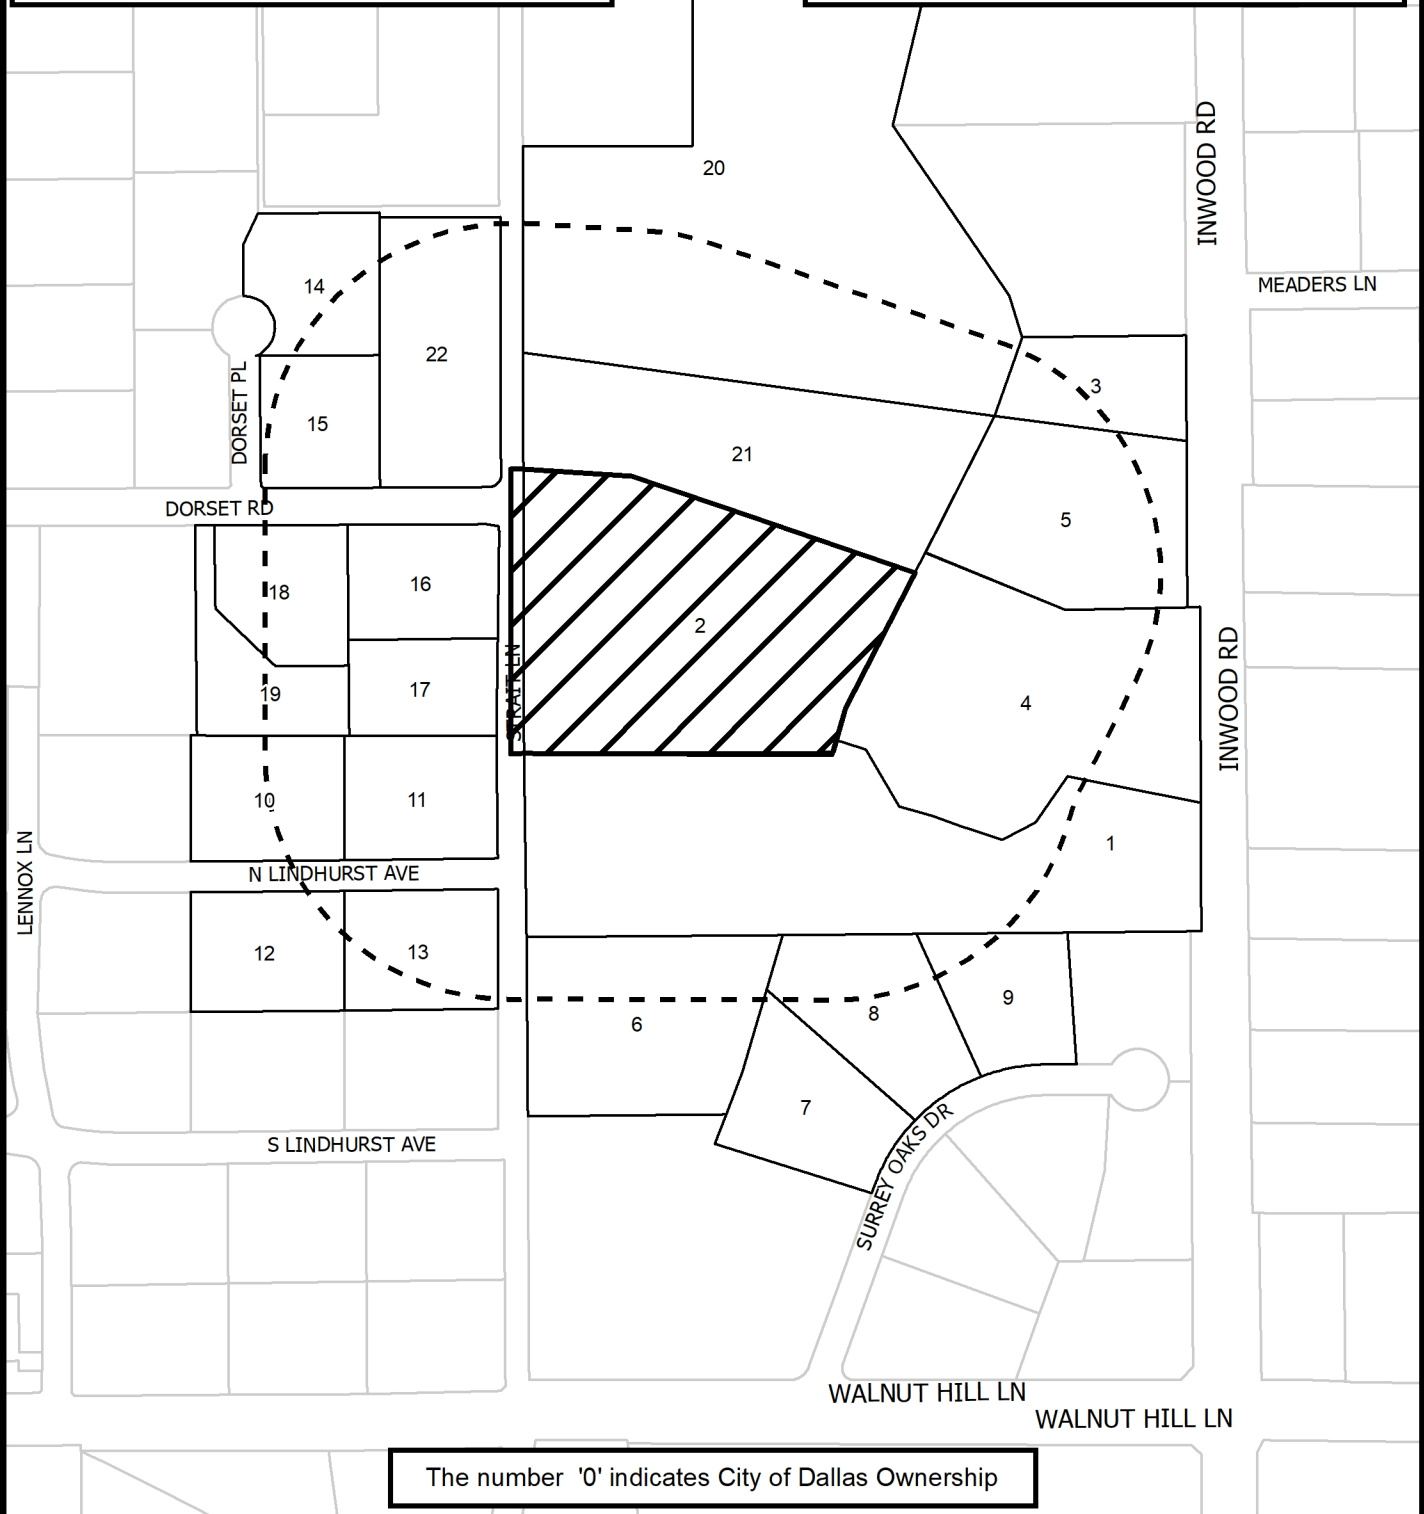 INWOOD RD
20
MEADERS LN
14
22
3
DORSET PL
15
21
DORSET RD
5
18
16
2
STRAIT LN
19
17
4
INWOOD RD
10
11
1
LENNOX LN
N LINDHURST AVE
12
13
9
8
6
7
SURREY OAKS DR
S LINDHURST AVE
WALNUT HILL LN
WALNUT HILL LN
The number '0' indicates City of Dallas Ownership